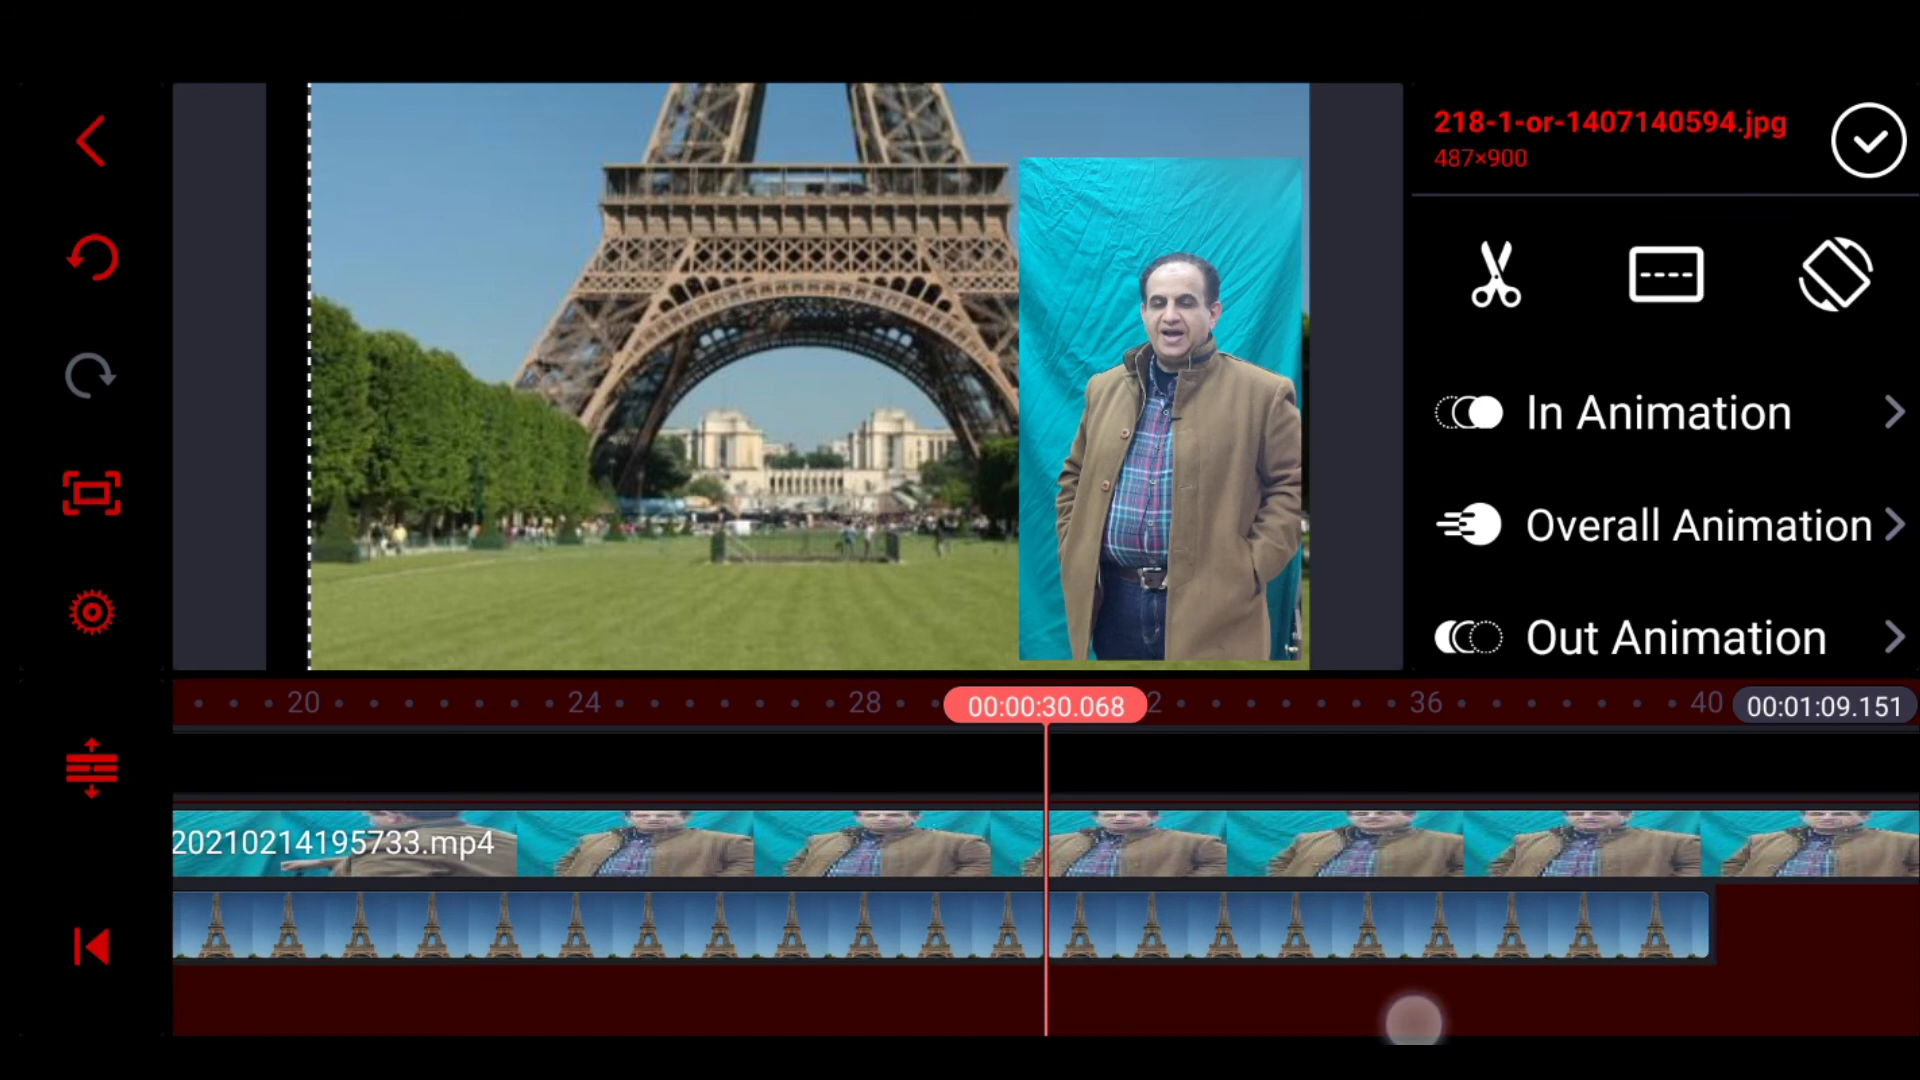 218-1-or-1407140594.jpg
487×900
In Animation
Overall Animation
Out Animation
20 24 28 00:00:30.068 2 36 40 00:01:09.151
20210214195733.mp4